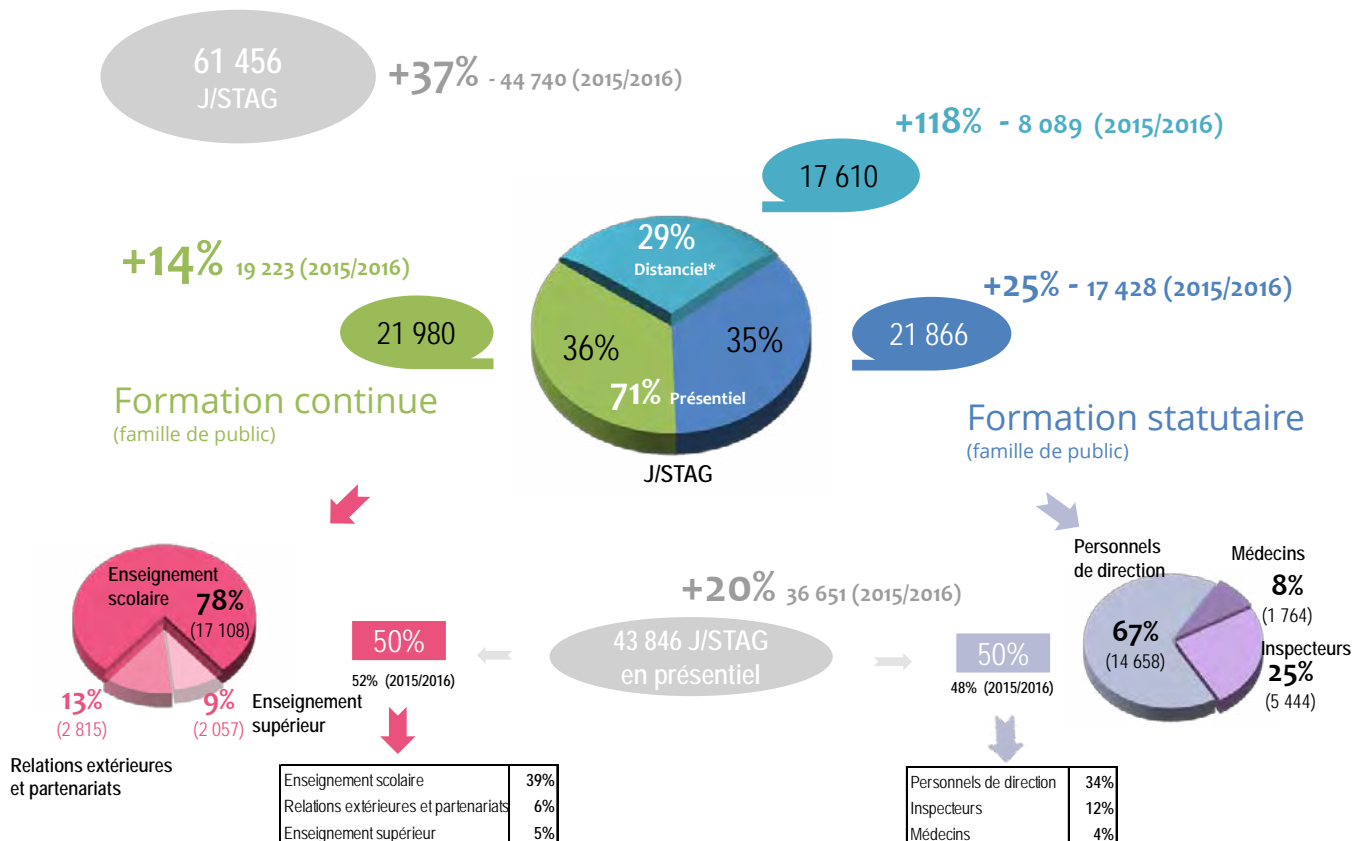 61 456
J/STAG
+37% - 44 740 (2015/2016)
+118% - 8 089 (2015/2016)
17 610
+14% 19 223 (2015/2016)
21 980
29%
Distanciel*
36%
35%
71% Présentiel
J/STAG
+25% - 17 428 (2015/2016)
21 866
Formation continue
(famille de public)
Formation statutaire
(famille de public)
Enseignement
scolaire 78%
(17 108)
13%
(2 815)
9%
(2 057)
Enseignement
supérieur
Relations extérieures
et partenariats
50%
52% (2015/2016)
+20% 36 651 (2015/2016)
43 846 J/STAG
en présentiel
50%
48% (2015/2016)
Personnels
de direction
67%
(14 658)
Médecins
8%
(1 764)
Inspecteurs
25%
(5 444)
Enseignement scolaire 39%
Relations extérieures et partenariats 6%
Enseignement supérieur 5%
Personnels de direction 34%
Inspecteurs 12%
Médecins 4%